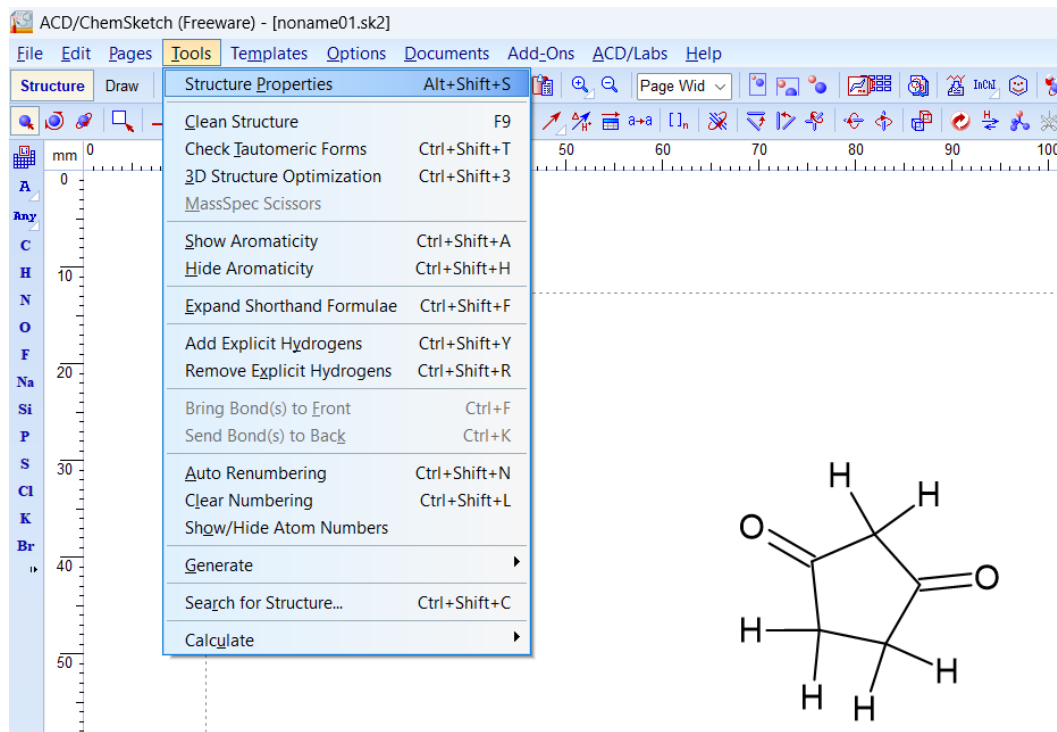 ACD/ChemSketch (Freeware) - [noname01.sk2]
File Edit Pages Tools Templates Options Documents Add-Ons ACD/Labs Help
Structure Draw Page Wid InChI
mm 0 50 60 70 80 90 100
Structure Properties Alt+Shift+S
Clean Structure F9
Check Tautomeric Forms Ctrl+Shift+T
3D Structure Optimization Ctrl+Shift+3
MassSpec Scissors
Show Aromaticity Ctrl+Shift+A
Hide Aromaticity Ctrl+Shift+H
Expand Shorthand Formulae Ctrl+Shift+F
Add Explicit Hydrogens Ctrl+Shift+Y
Remove Explicit Hydrogens Ctrl+Shift+R
Bring Bond(s) to Front Ctrl+F
Send Bond(s) to Back Ctrl+K
Auto Renumbering Ctrl+Shift+N
Clear Numbering Ctrl+Shift+L
Show/Hide Atom Numbers
Generate
Search for Structure... Ctrl+Shift+C
Calculate
A
Any
C
H
N
O
F
Na
Si
P
S
Cl
K
Br
0
10
20
30
40
50
H
H
O
O
H
H
H
H